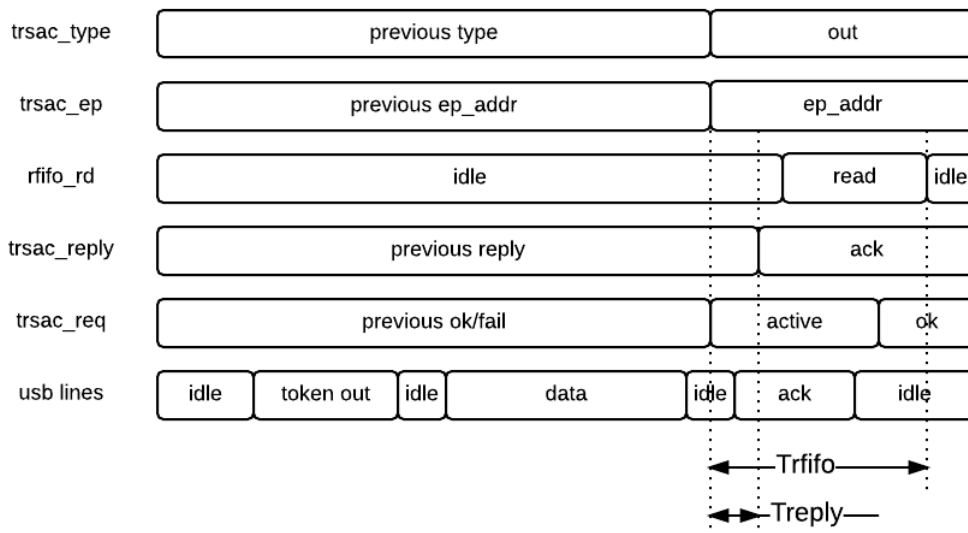 trsac_type previous type out
trsac_ep previous ep_addr ep_addr
rfifo_rd idle read idle
trsac_reply previous reply ack
trsac_req previous ok/fail active ok
usb lines idle token out idle data idle ack idle
Trfifo
Treply